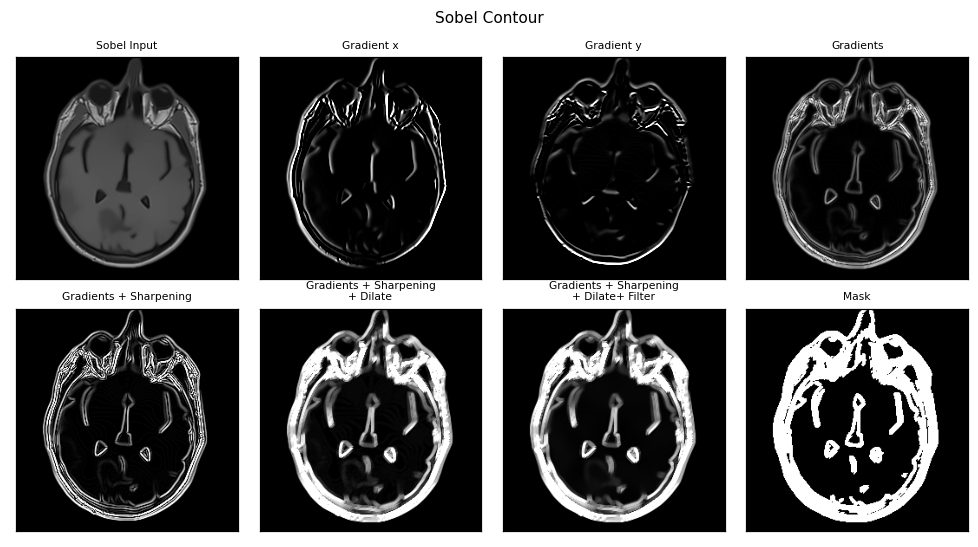 Sobel Contour
Sobel Input
Gradient x
Gradient y
Gradients
Gradients + Sharpening
Gradients + Sharpening
+ Dilate
Gradients + Sharpening
+ Dilate+ Filter
Mask